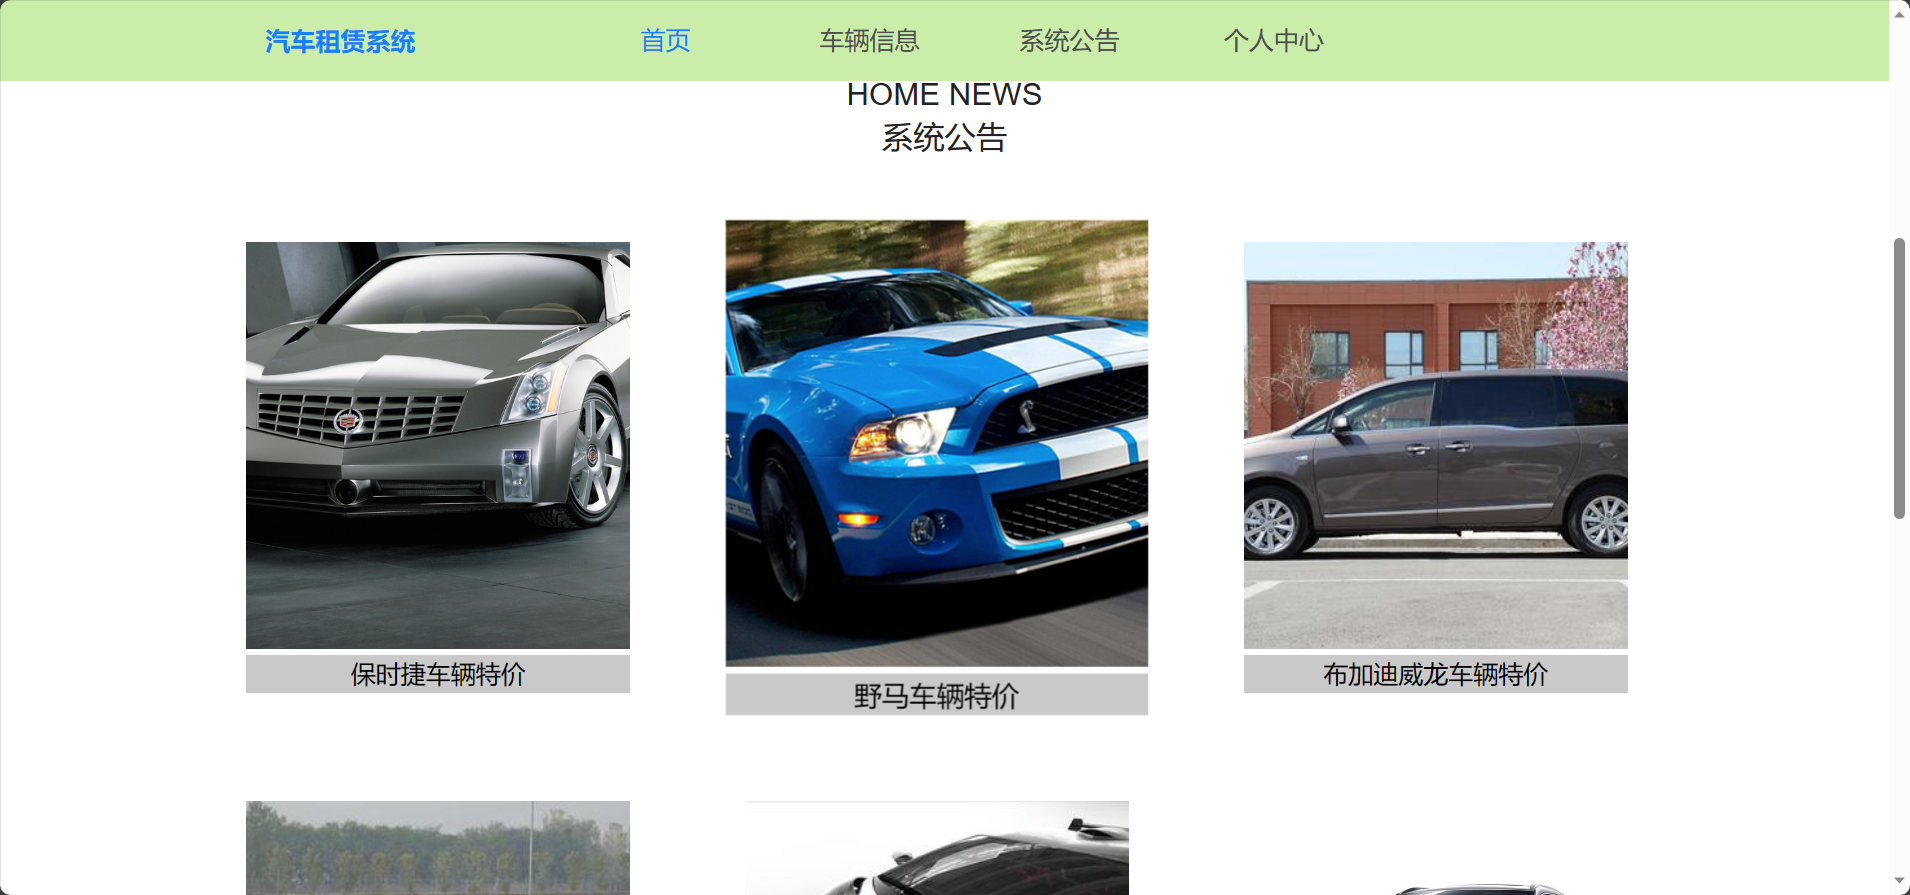 汽车租赁系统
首页
车辆信息
系统公告
个人中心
HOME NEWS
系统公告
保时捷车辆特价
野马车辆特价
布加迪威龙车辆特价